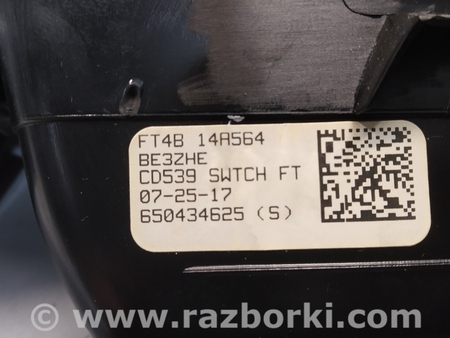 FT4B 14A564
BE3ZHE
CD539 SWTCH FT
07-25-17
650434625 (S)
© www.razborki.com